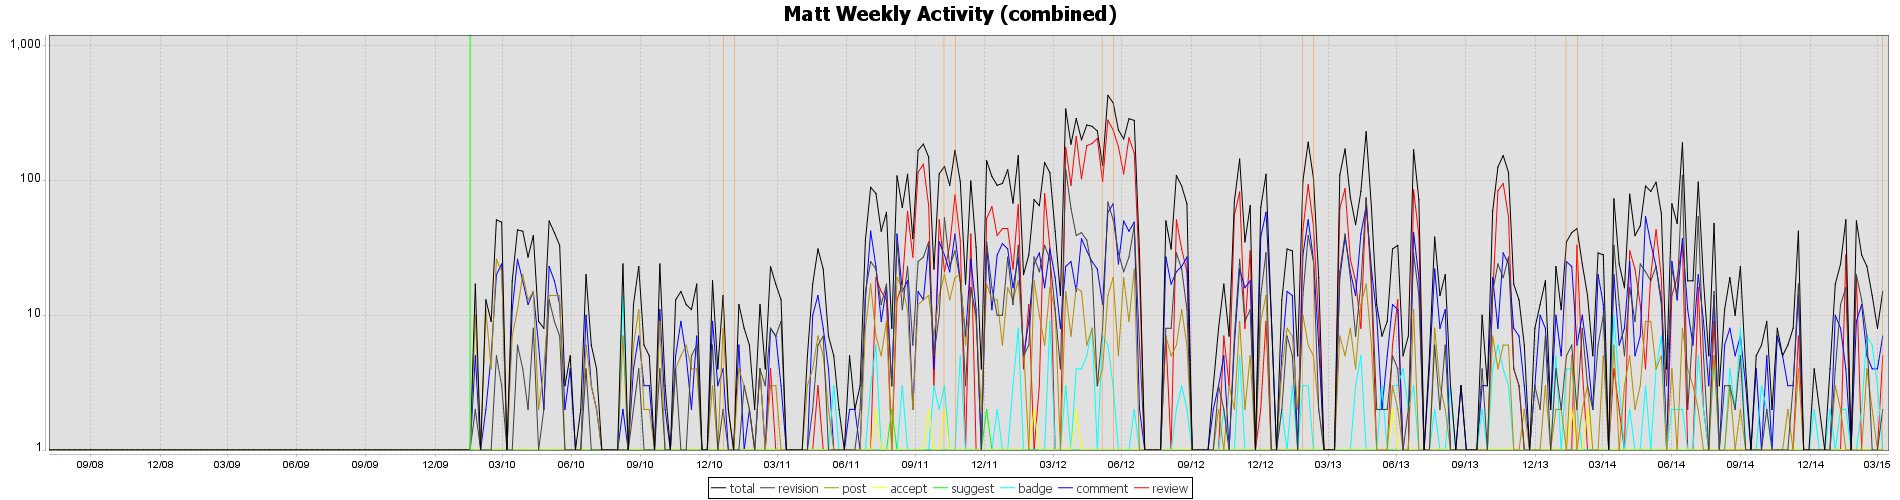 Matt Weekly Activity (combined)
1,000
100
10
1
09/08 12/08 03/09 06/09 09/09 12/09 03/10 06/10 09/10 12/10 03/11 06/11 09/11 12/11 03/12 06/12 09/12 12/12 03/13 06/13 09/13 12/13 03/14 06/14 09/14 12/14 03/15
total revision post accept suggest badge comment review